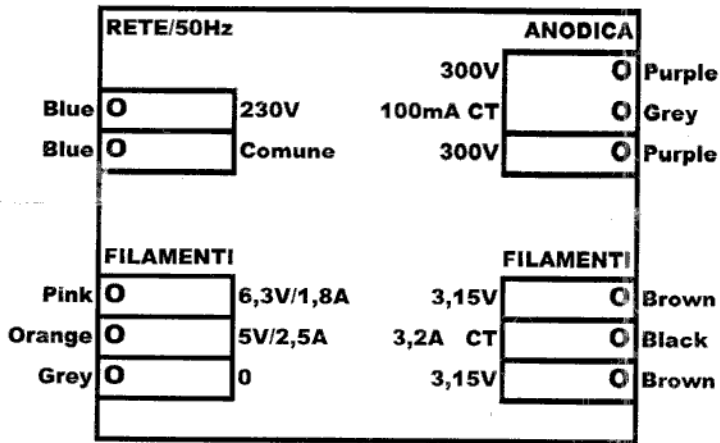 RETE/50Hz ANODICA
300V O Purple
Blue O 230V 100mA CT O Grey
Blue O Comune 300V O Purple
FILAMENTI FILAMENTI
Pink O 6,3V/1,8A 3,15V O Brown
Orange O 5V/2,5A 3,2A CT O Black
Grey O 0 3,15V O Brown